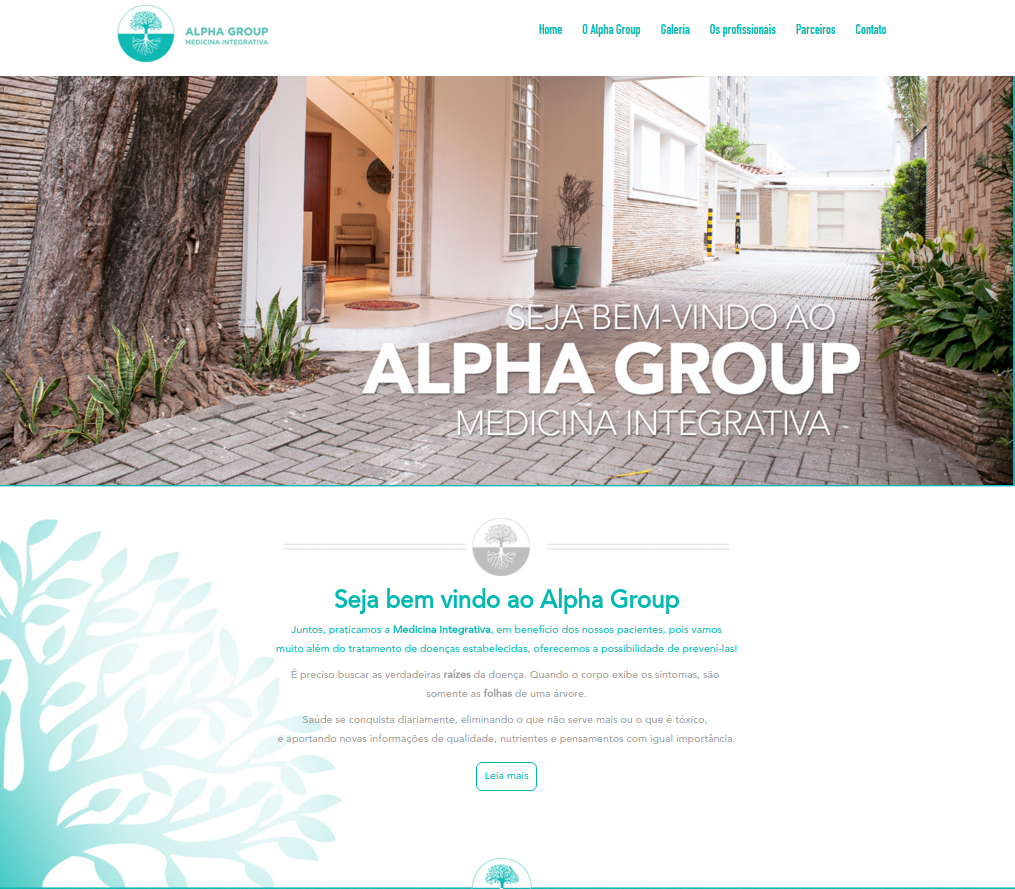 ALPHA GROUP
MEDICINA INTEGRATIVA
Home O Alpha Group Galeria Os profissionais Parceiros Contato
SEJA BEM-VINDO AO
ALPHA GROUP
MEDICINA INTEGRATIVA
Seja bem vindo ao Alpha Group
Juntos, praticamos a Medicina Integrativa, em benefício dos nossos pacientes, pois vamos
muito além do tratamento de doenças estabelecidas, oferecemos a possibilidade de prevení-las!
É preciso buscar as verdadeiras raízes da doença. Quando o corpo exibe os sintomas, são
somente as folhas de uma árvore.
Saúde se conquista diariamente, eliminando o que não serve mais ou o que é tóxico,
e aportando novas informações de qualidade, nutrientes e pensamentos com igual importância.
Leia mais